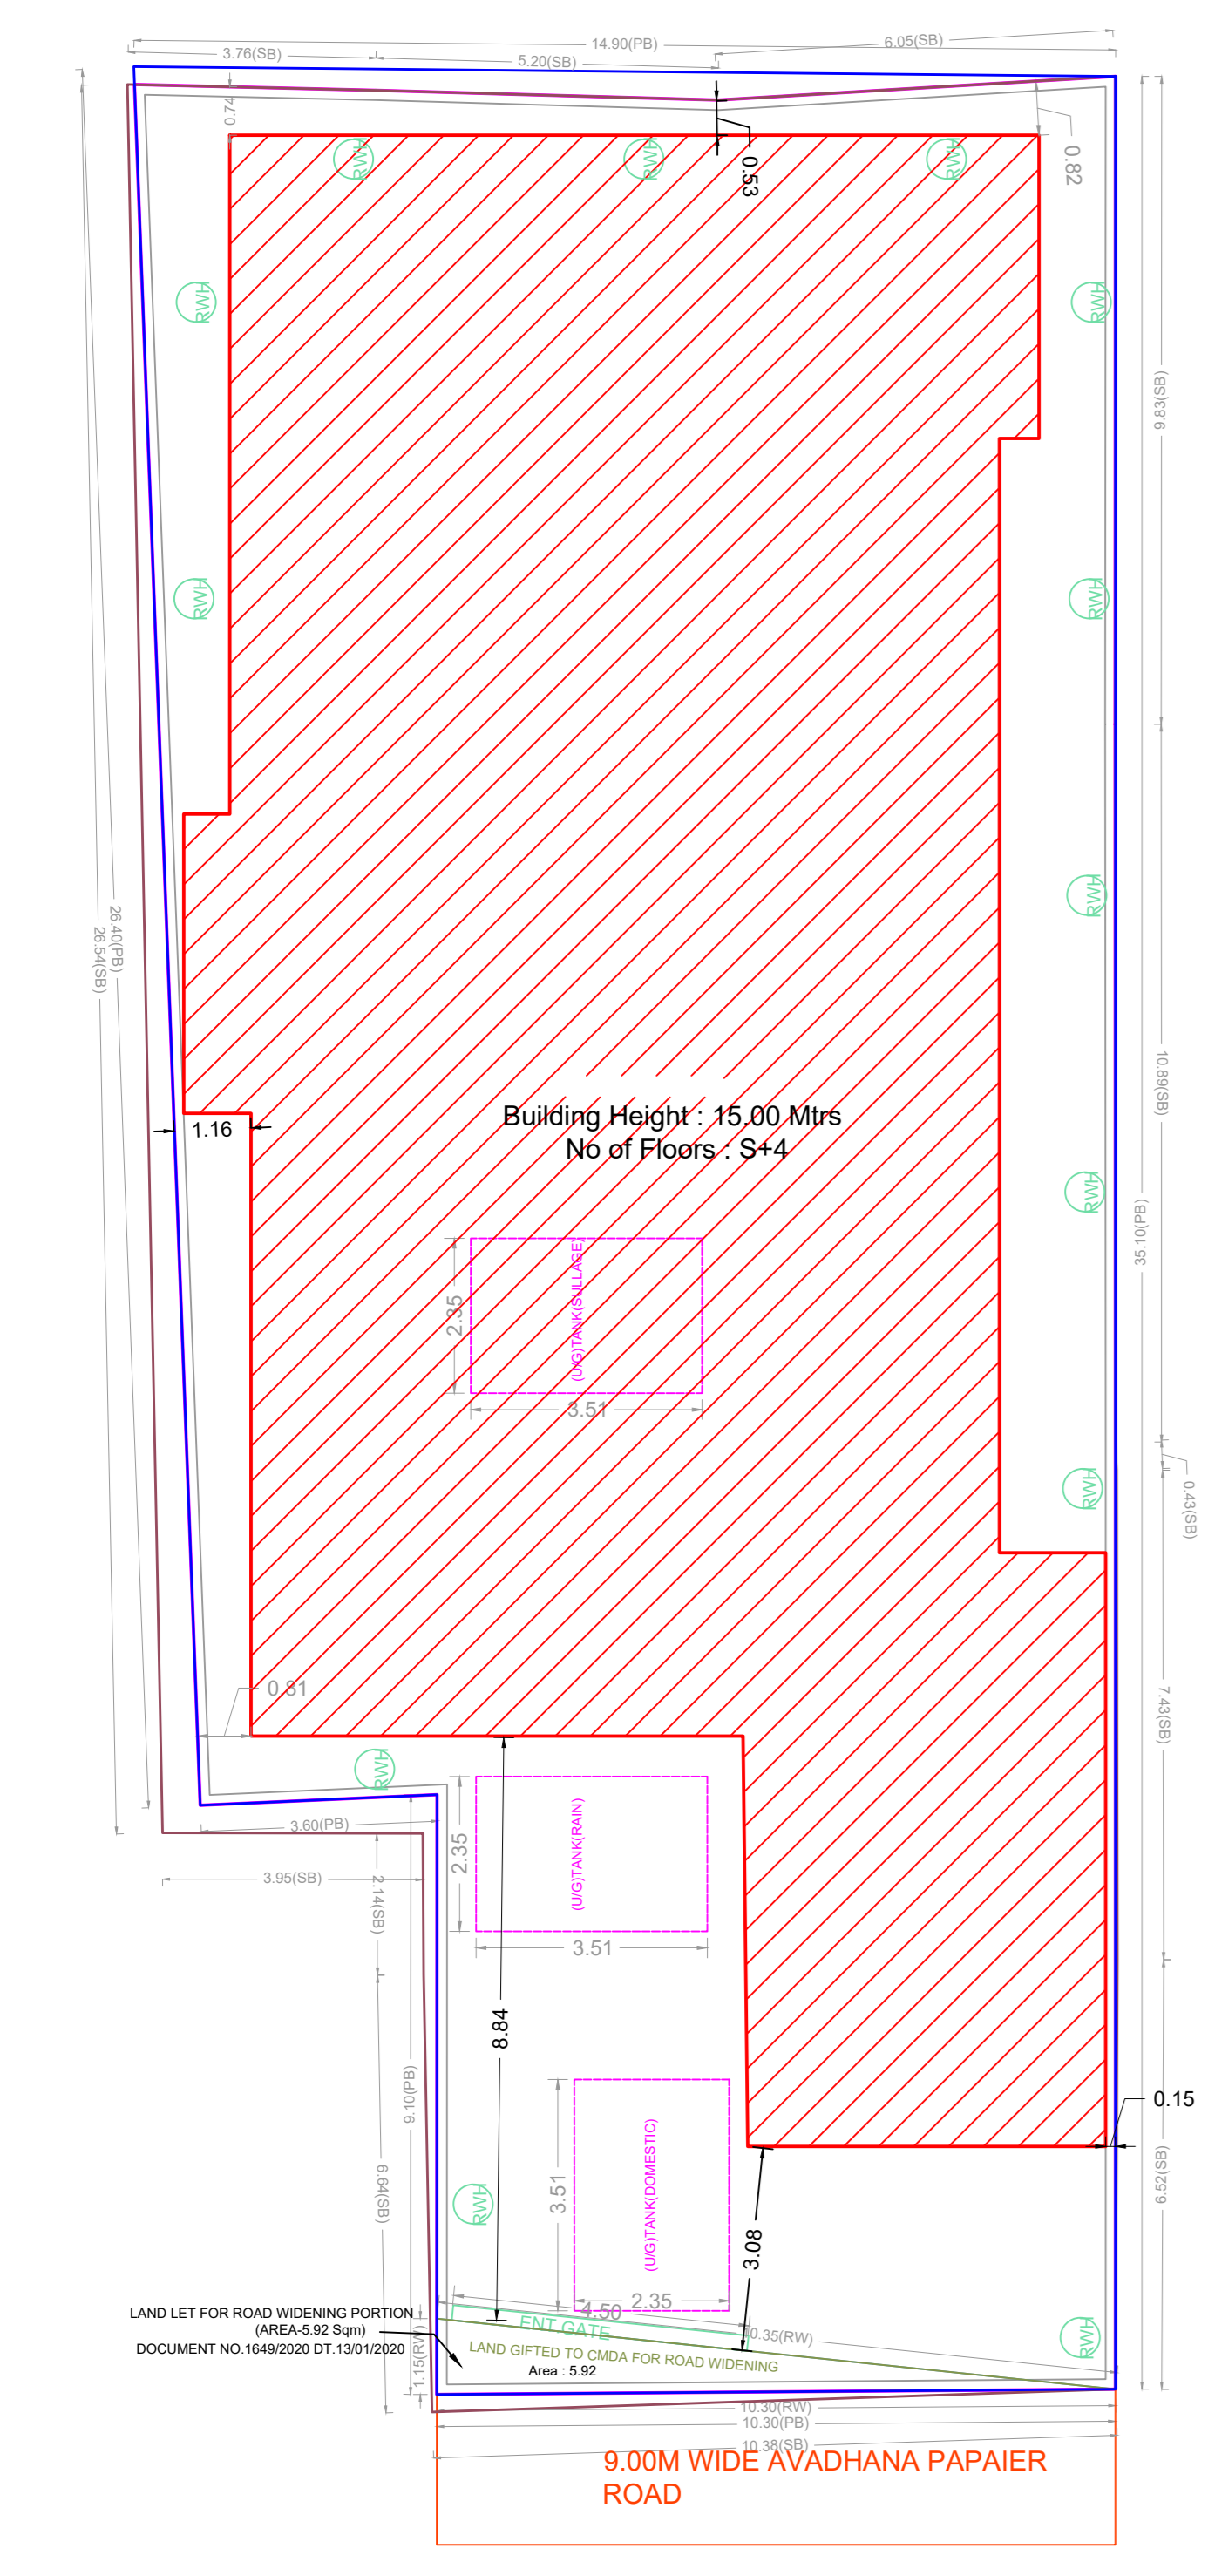 14.90(PB)
6.05(SB)
3.76(SB)
5.20(SB)
0.74
RWH
RWH
RWH
0.53
0.82
RWH
RWH
9.83(SB)
RWH
RWH
RWH
26.40(PB)
26.54(SB)
10.89(SB)
Building Height : 15.00 Mtrs
1.16
No of Floors : S+4
RWH
35.10(PB)
(U/G)TANK(SULLAGE)
2.35
3.51
RWH
0.43(SB)
0.81
7.43(SB)
RWH
3.60(PB)
2.35
(U/G)TANK(RAIN)
3.95(SB)
2.14(SB)
3.51
8.84
9.10(PB)
0.15
6.64(SB)
3.51
(U/G)TANK(DOMESTIC)
6.52(SB)
RWH
3.08
2.35
4.50
LAND LET FOR ROAD WIDENING PORTION
(AREA-5.92 Sqm)
DOCUMENT NO.1649/2020 DT.13/01/2020
ENT GATE
0.35(RW)
RWH
1.15(RW)
LAND GIFTED TO CMDA FOR ROAD WIDENING
Area : 5.92
10.30(RW)
10.30(PB)
10.38(SB)
9.00M WIDE AVADHANA PAPAIER
ROAD